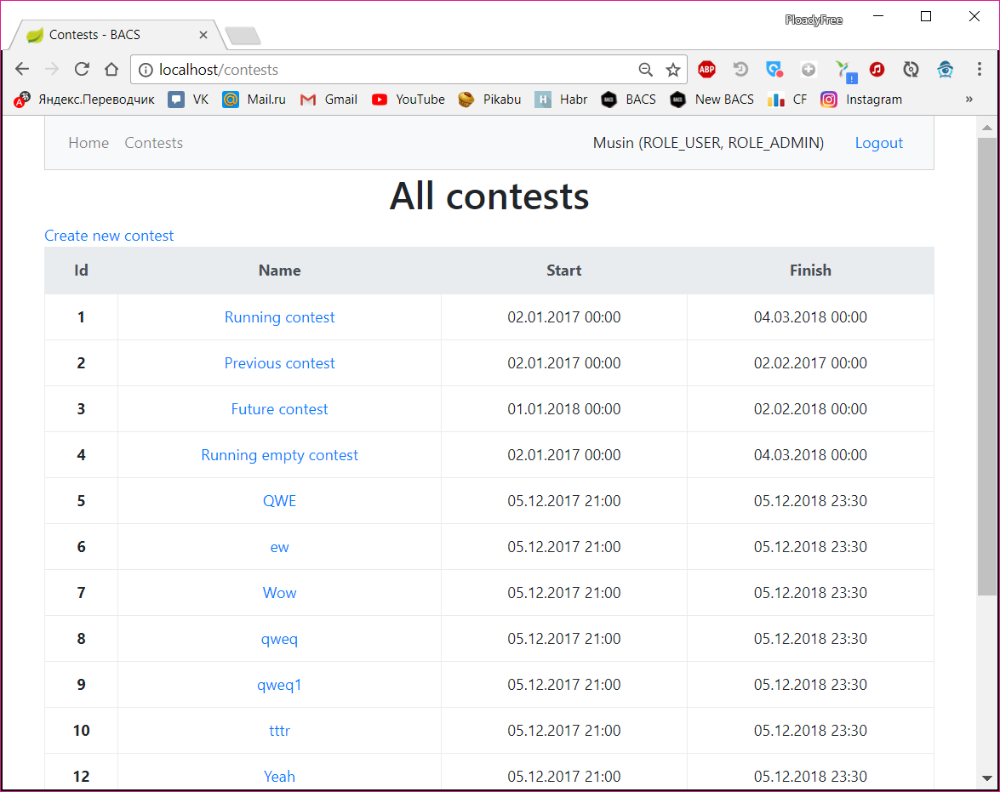 PloadyFree
Contests - BACS
localhost/contests
ABP
Яндекс.Переводчик VK Mail.ru Gmail YouTube Pikabu H Habr BACS New BACS CF Instagram »
Home Contests Musin (ROLE_USER, ROLE_ADMIN) Logout
All contests
Create new contest
Id Name Start Finish
1 Running contest 02.01.2017 00:00 04.03.2018 00:00
2 Previous contest 02.01.2017 00:00 02.02.2017 00:00
3 Future contest 01.01.2018 00:00 02.02.2018 00:00
4 Running empty contest 02.01.2017 00:00 04.03.2018 00:00
5 QWE 05.12.2017 21:00 05.12.2018 23:30
6 ew 05.12.2017 21:00 05.12.2018 23:30
7 Wow 05.12.2017 21:00 05.12.2018 23:30
8 qweq 05.12.2017 21:00 05.12.2018 23:30
9 qweq1 05.12.2017 21:00 05.12.2018 23:30
10 tttr 05.12.2017 21:00 05.12.2018 23:30
12 Yeah 05.12.2017 21:00 05.12.2018 23:30